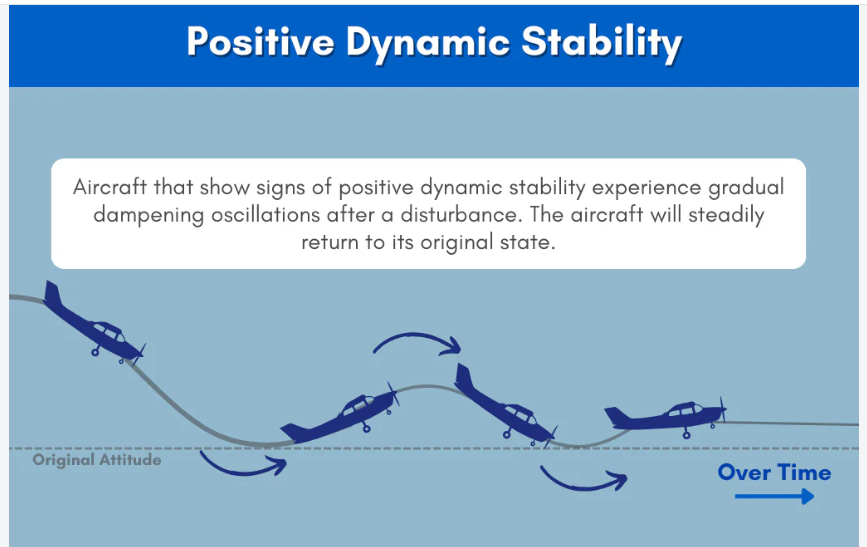 Positive Dynamic Stability
Aircraft that show signs of positive dynamic stability experience gradual
dampening oscillations after a disturbance. The aircraft will steadily
return to its original state.
Original Attitude
Over Time